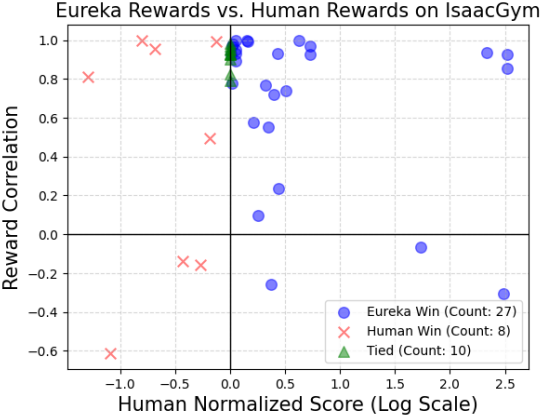 Eureka Rewards vs. Human Rewards on IsaacGym
1.0
0.8
0.6
0.4
0.2
0.0
−0.2
−0.4
−0.6
Reward Correlation
Eureka Win (Count: 27)
Human Win (Count: 8)
Tied (Count: 10)
−1.0 −0.5 0.0 0.5 1.0 1.5 2.0 2.5
Human Normalized Score (Log Scale)